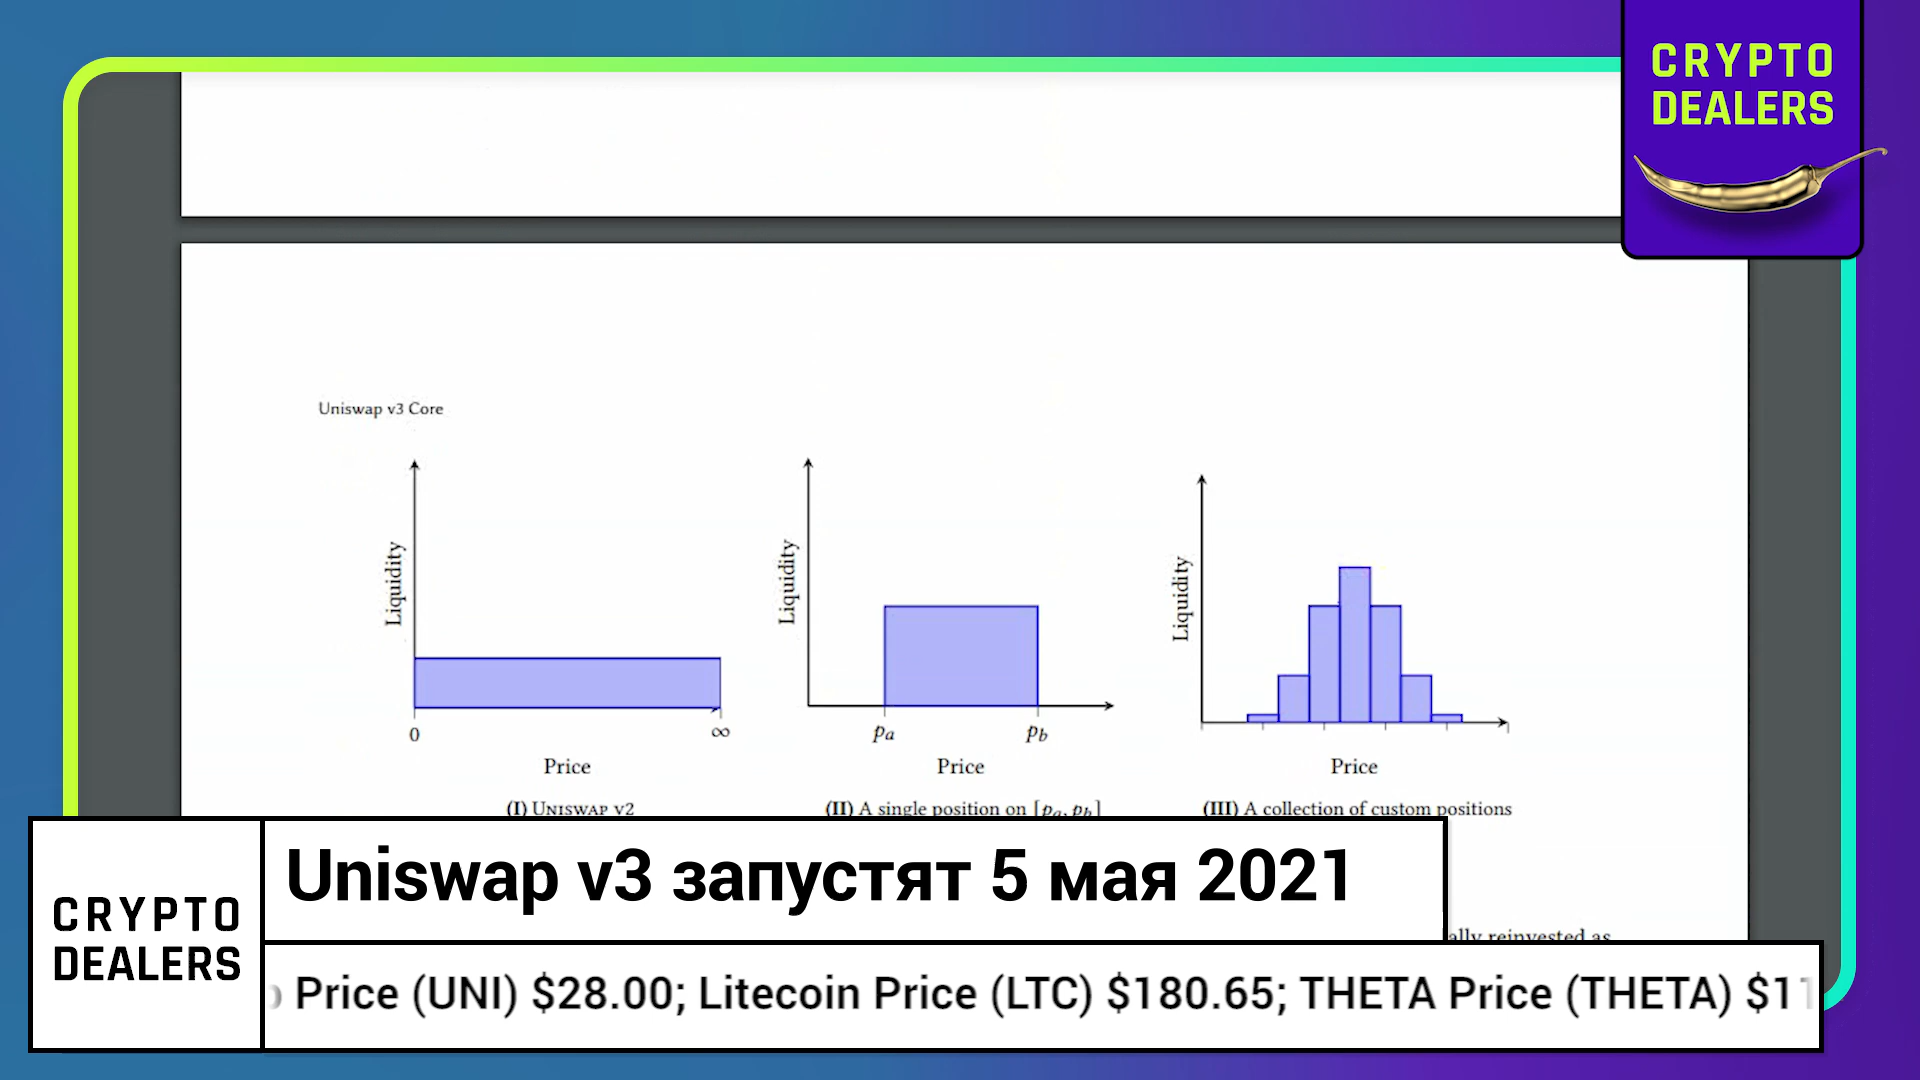 CRYPTO
DEALERS
Uniswap v3 Core
Liquidity
Liquidity
Liquidity
0
∞
pa
pb
Price
Price
Price
(I) UNISWAP v2
(II) A single position on [pa, pb]
(III) A collection of custom positions
reinvested as
Uniswap v3 запустят 5 мая 2021
CRYPTO
DEALERS
Price (UNI) $28.00; Litecoin Price (LTC) $180.65; THETA Price (THETA)